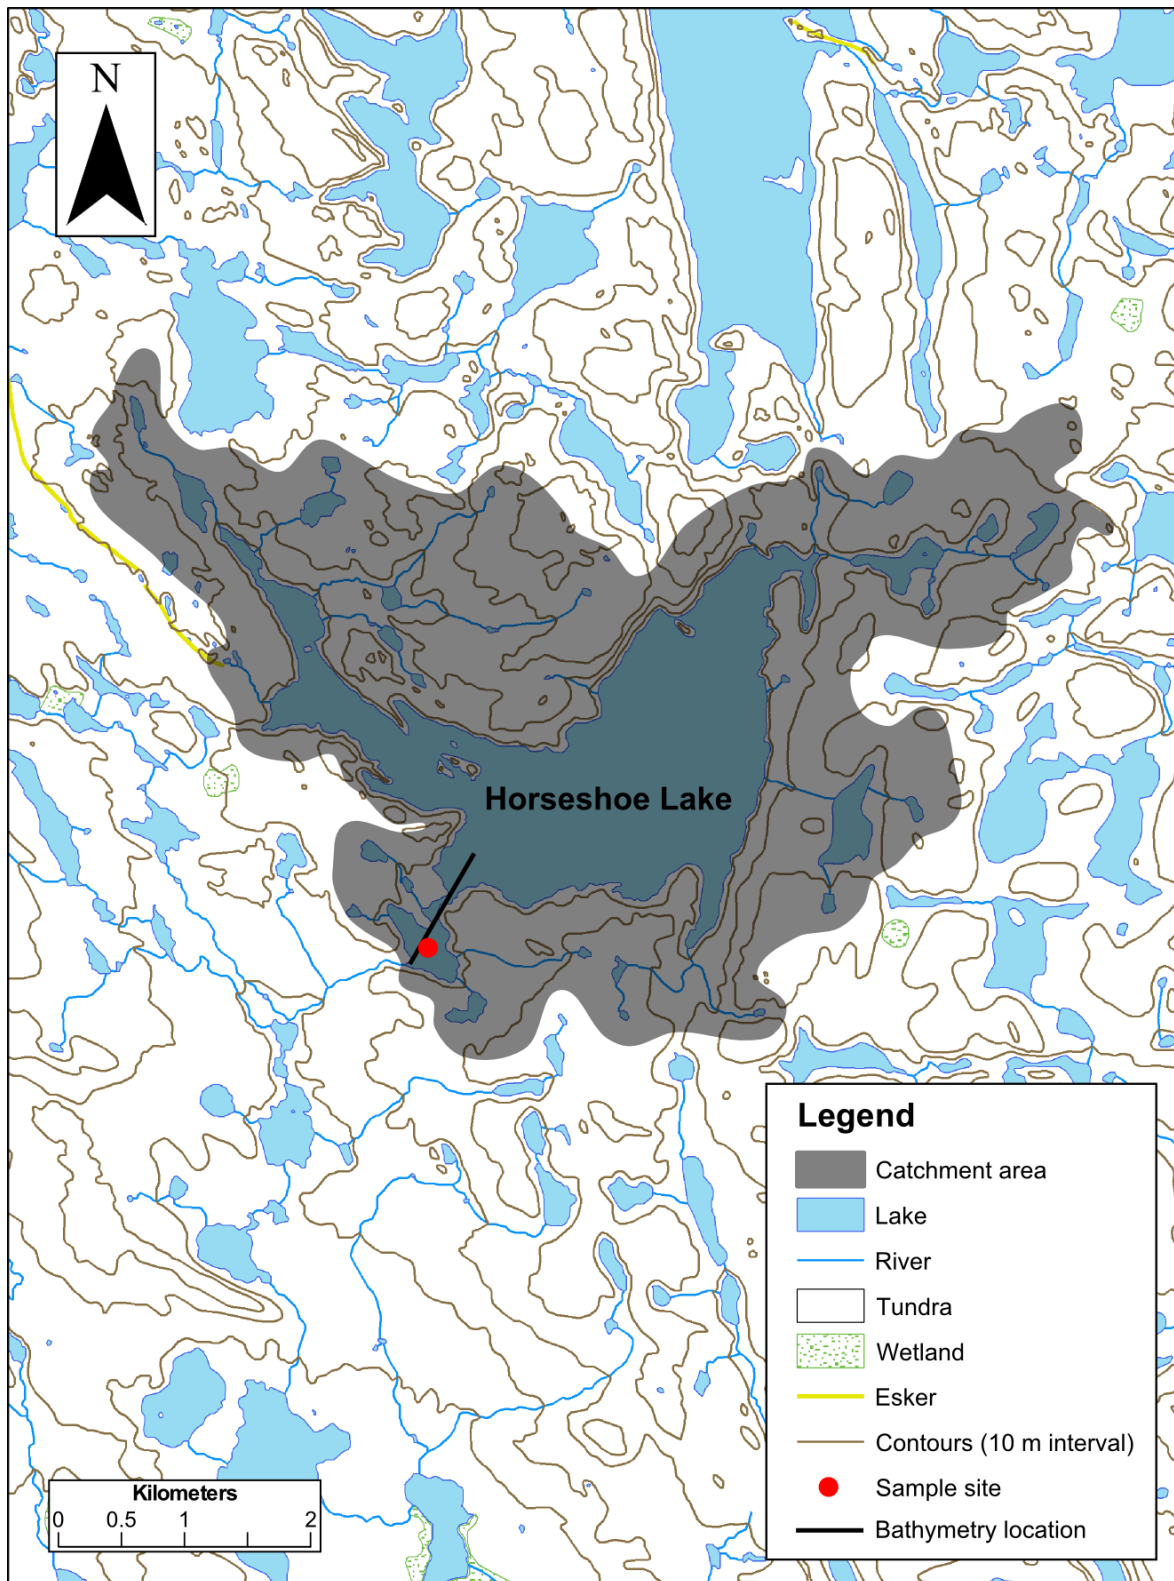 N
Horseshoe Lake
Legend
Catchment area
Lake
River
Tundra
Wetland
Esker
Contours (10 m interval)
Sample site
Bathymetry location
Kilometers
0 0.5 1 2